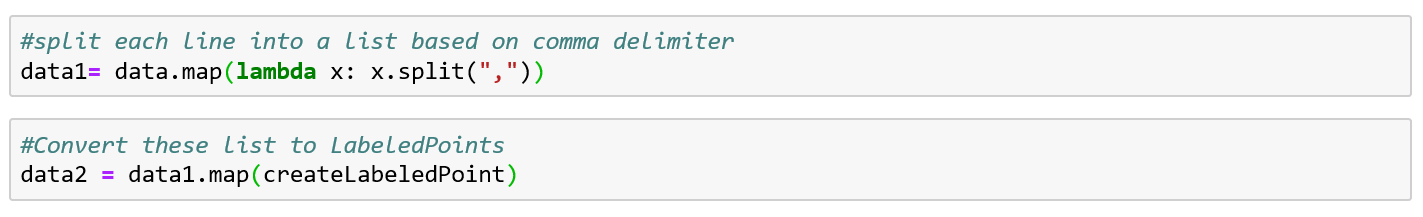 #split each line into a list based on comma delimiter
data1= data.map(lambda x: x.split(","))
#Convert these list to LabeledPoints
data2 = data1.map(createLabeledPoint)